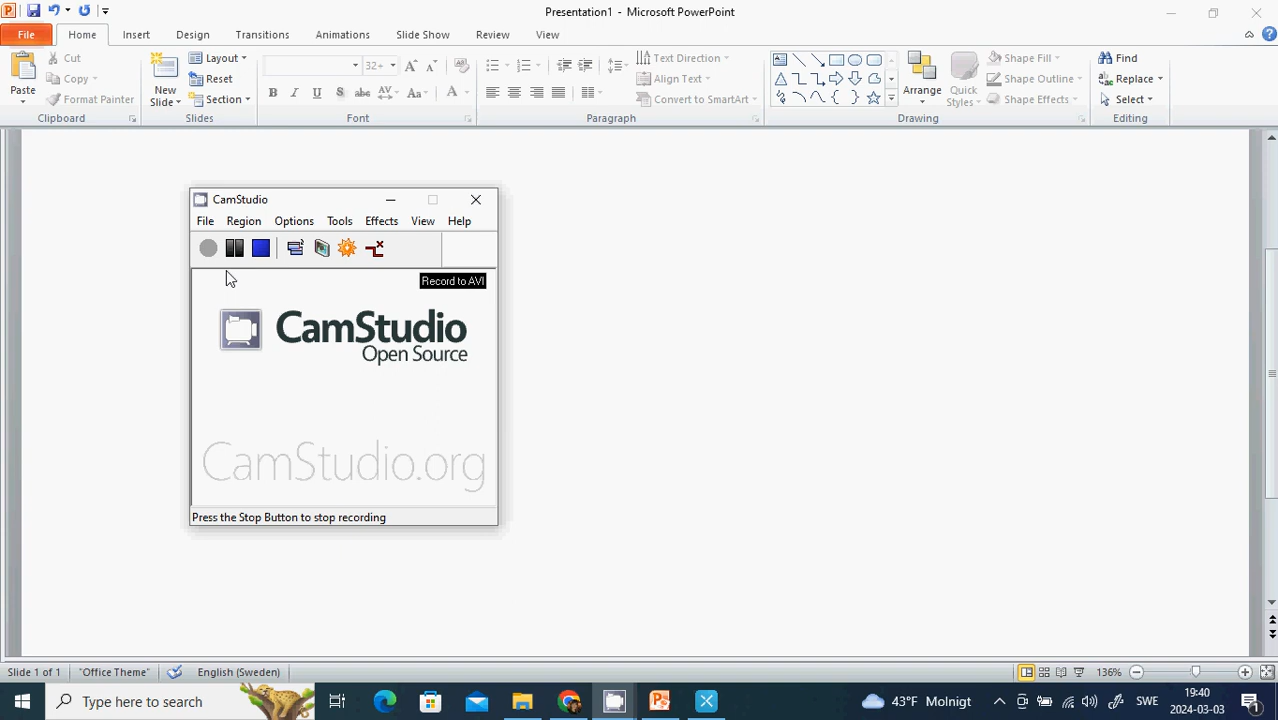 Presentation1 - Microsoft PowerPoint
File Home Insert Design Transitions Animations Slide Show Review View
Paste
Cut
Copy
Format Painter
Clipboard
New
Slide
Layout
Reset
Section
Slides
32+
B I U S abc AV Aa A
Font
Paragraph
Text Direction
Align Text
Convert to SmartArt
Arrange
Quick
Styles
Shape Fill
Shape Outline
Shape Effects
Drawing
Find
Replace
Select
Editing
CamStudio
File Region Options Tools Effects View Help
Record to AVI
CamStudio
Open Source
CamStudio.org
Press the Stop Button to stop recording
Slide 1 of 1 "Office Theme" English (Sweden) 136%
Type here to search
43°F Molnigt
SWE
19:40
2024-03-03
1